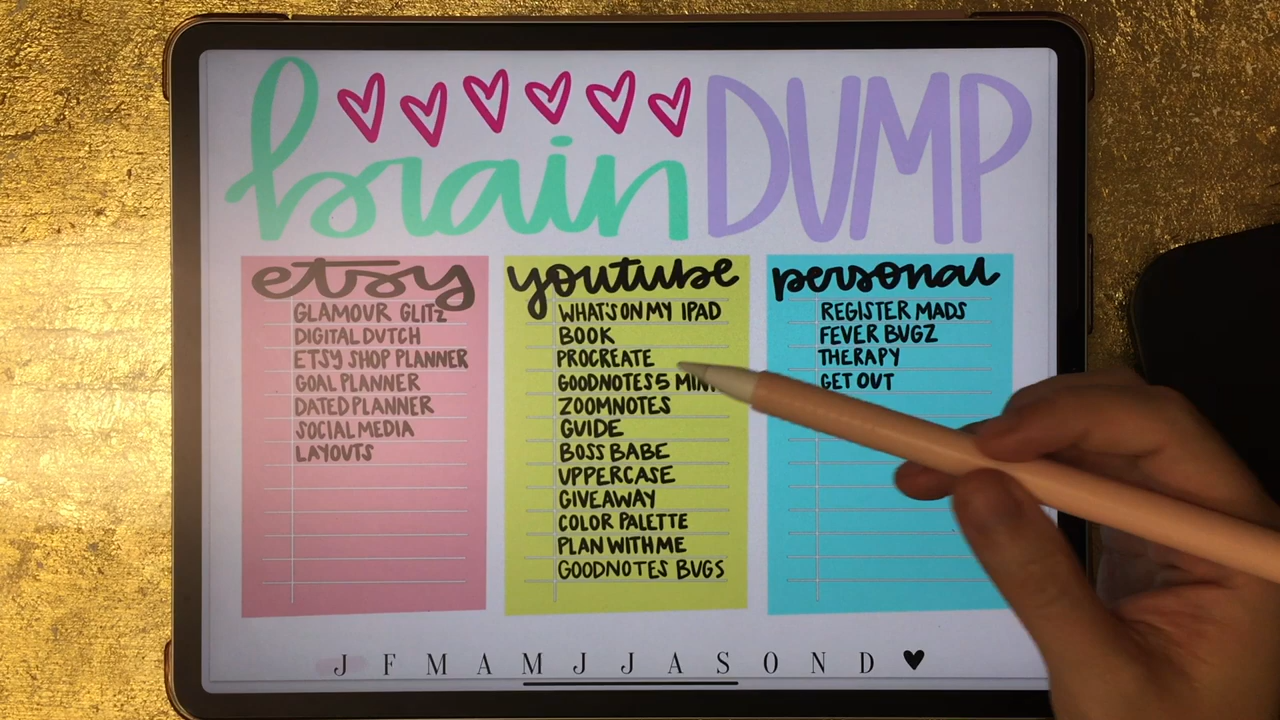 brain DUMP
etsy
GLAMOUR GLITZ
DIGITAL DUTCH
ETSY SHOP PLANNER
GOAL PLANNER
DATED PLANNER
SOCIAL MEDIA
LAYOUTS
youtube
WHAT'S ON MY IPAD
BOOK
PROCREATE
GOODNOTES 5
ZOOMNOTES
GUIDE
BOSS BABE
UPPERCASE
GIVEAWAY
COLOR PALETTE
PLAN WITH ME
GOODNOTES BUGS
personal
REGISTER MADS
FEVER BUGZ
THERAPY
GET OUT
J F M A M J J A S O N D